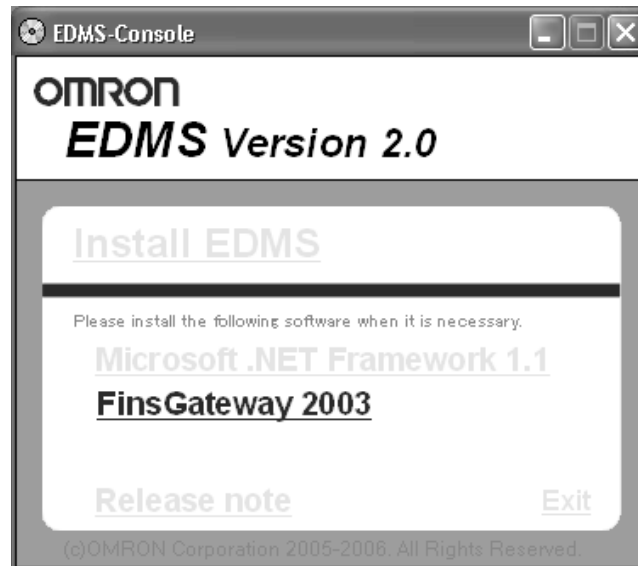 EDMS-Console
OMRON
EDMS Version 2.0
Install EDMS
Please install the following software when it is necessary.
Microsoft .NET Framework 1.1
FinsGateway 2003
Release note
Exit
(c)OMRON Corporation 2005-2006. All Rights Reserved.